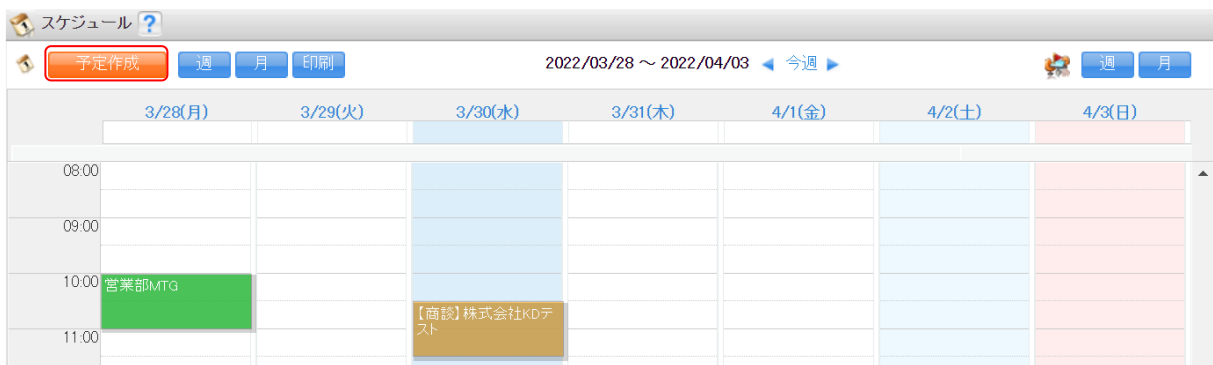 スケジュール ?
予定作成 週 月 印刷 2022/03/28 ～ 2022/04/03 ◀ 今週 ▶ 週 月
3/28(月) 3/29(火) 3/30(水) 3/31(木) 4/1(金) 4/2(土) 4/3(日)
08:00
09:00
10:00 営業部MTG
【商談】株式会社KDテ
スト
11:00